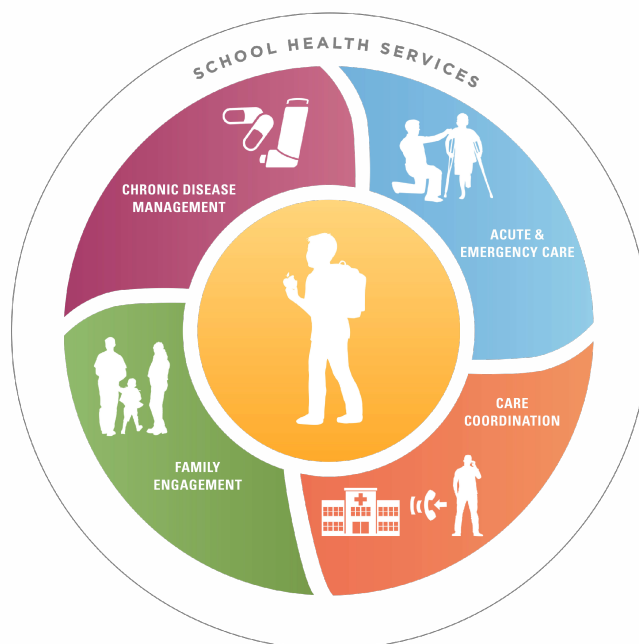 SCHOOL HEALTH SERVICES
CHRONIC DISEASE
MANAGEMENT
ACUTE &
EMERGENCY CARE
CARE
COORDINATION
FAMILY
ENGAGEMENT